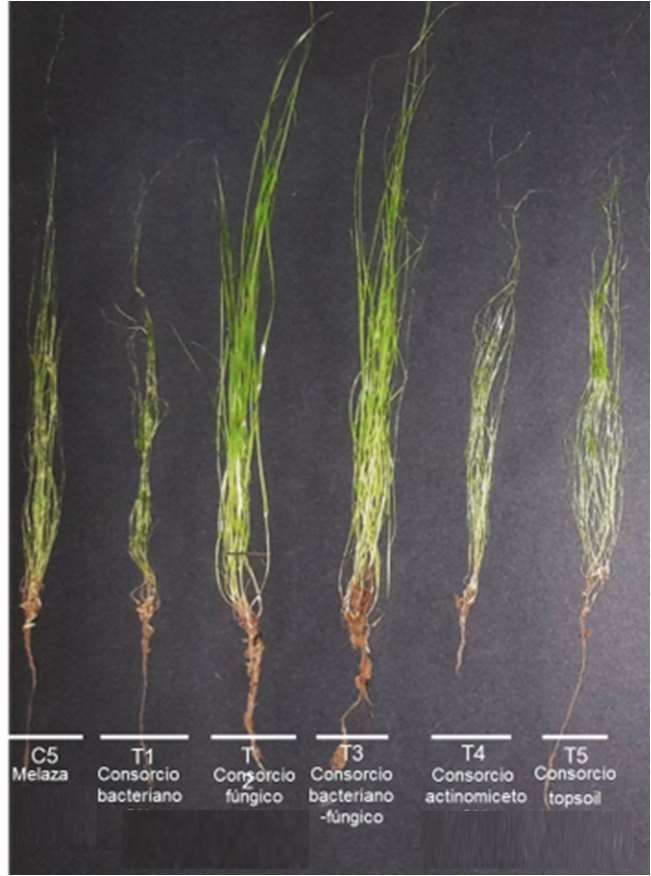 C5
Melaza
T1
Consorcio
bacteriano
T
2
Consorcio
fúngico
T3
Consorcio
bacteriano
-fúngico
T4
Consorcio
actinomiceto
T5
Consorcio
topsoil